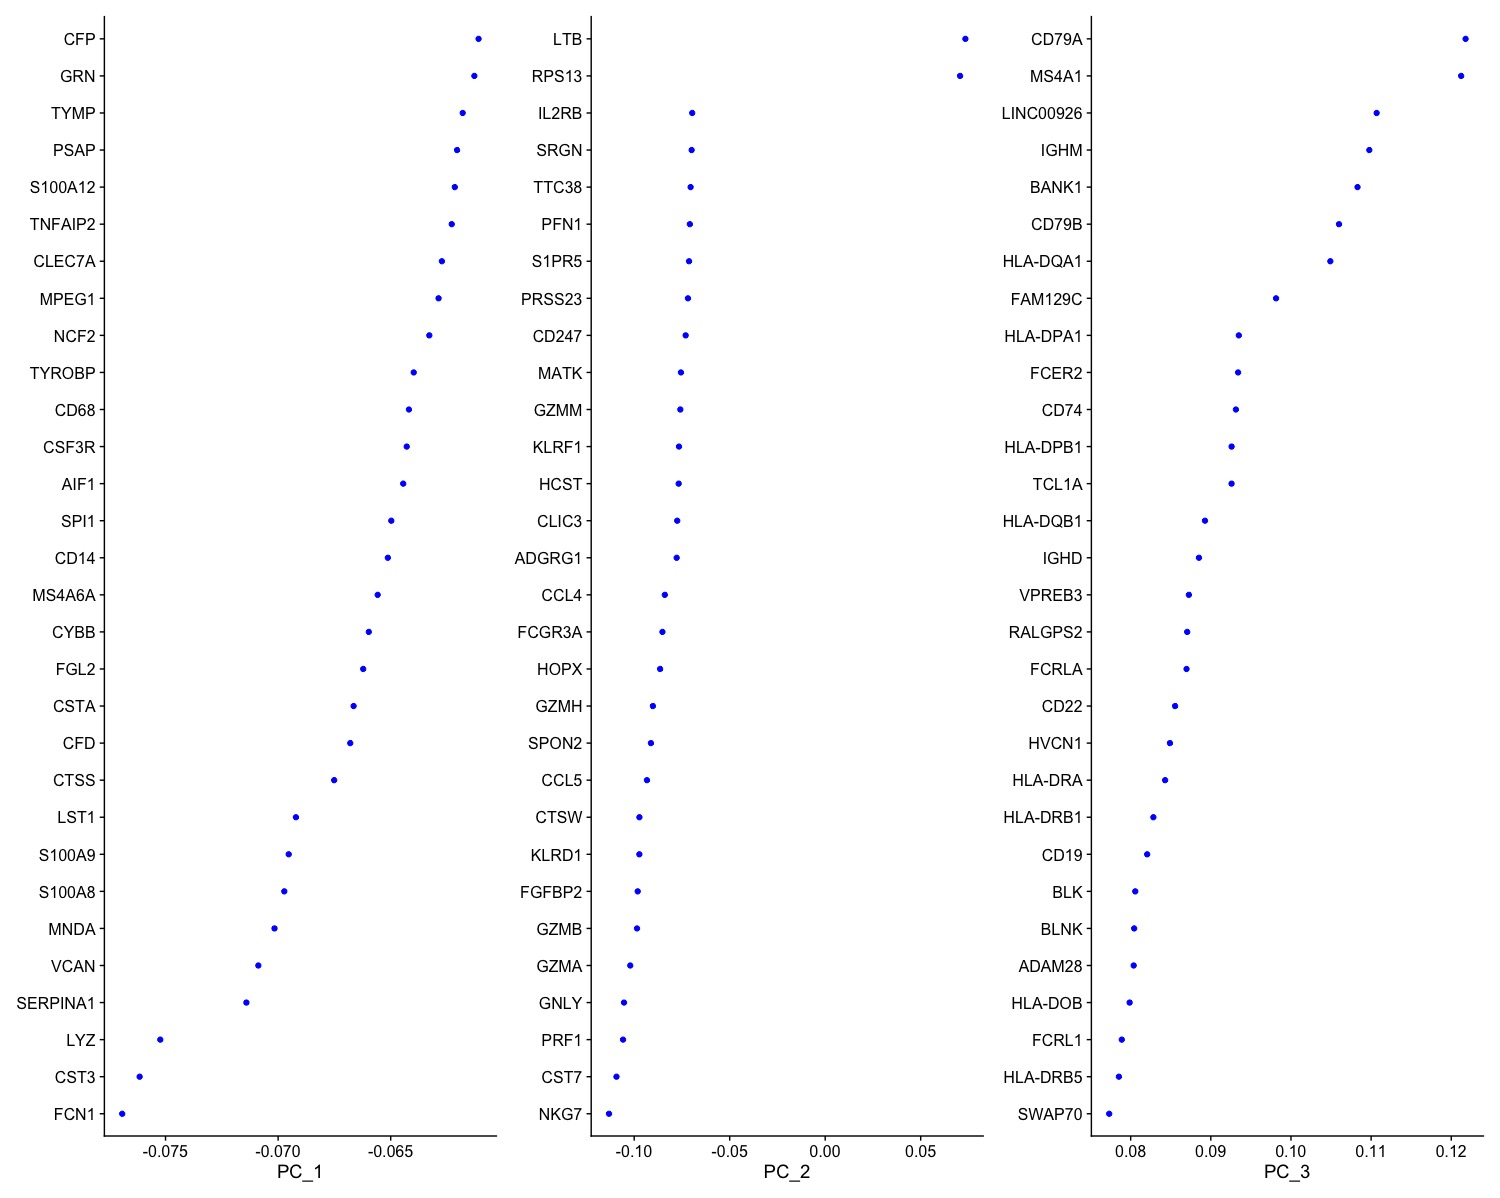 CFP
GRN
TYMP
PSAP
S100A12
TNFAIP2
CLEC7A
MPEG1
NCF2
TYROBP
CD68
CSF3R
AIF1
SPI1
CD14
MS4A6A
CYBB
FGL2
CSTA
CFD
CTSS
LST1
S100A9
S100A8
MNDA
VCAN
SERPINA1
LYZ
CST3
FCN1
-0.075 -0.070 -0.065
PC_1
LTB
RPS13
IL2RB
SRGN
TTC38
PFN1
S1PR5
PRSS23
CD247
MATK
GZMM
KLRF1
HCST
CLIC3
ADGRG1
CCL4
FCGR3A
HOPX
GZMH
SPON2
CCL5
CTSW
KLRD1
FGFBP2
GZMB
GZMA
GNLY
PRF1
CST7
NKG7
-0.10 -0.05 0.00 0.05
PC_2
CD79A
MS4A1
LINC00926
IGHM
BANK1
CD79B
HLA-DQA1
FAM129C
HLA-DPA1
FCER2
CD74
HLA-DPB1
TCL1A
HLA-DQB1
IGHD
VPREB3
RALGPS2
FCRLA
CD22
HVCN1
HLA-DRA
HLA-DRB1
CD19
BLK
BLNK
ADAM28
HLA-DOB
FCRL1
HLA-DRB5
SWAP70
0.08 0.09 0.10 0.11 0.12
PC_3